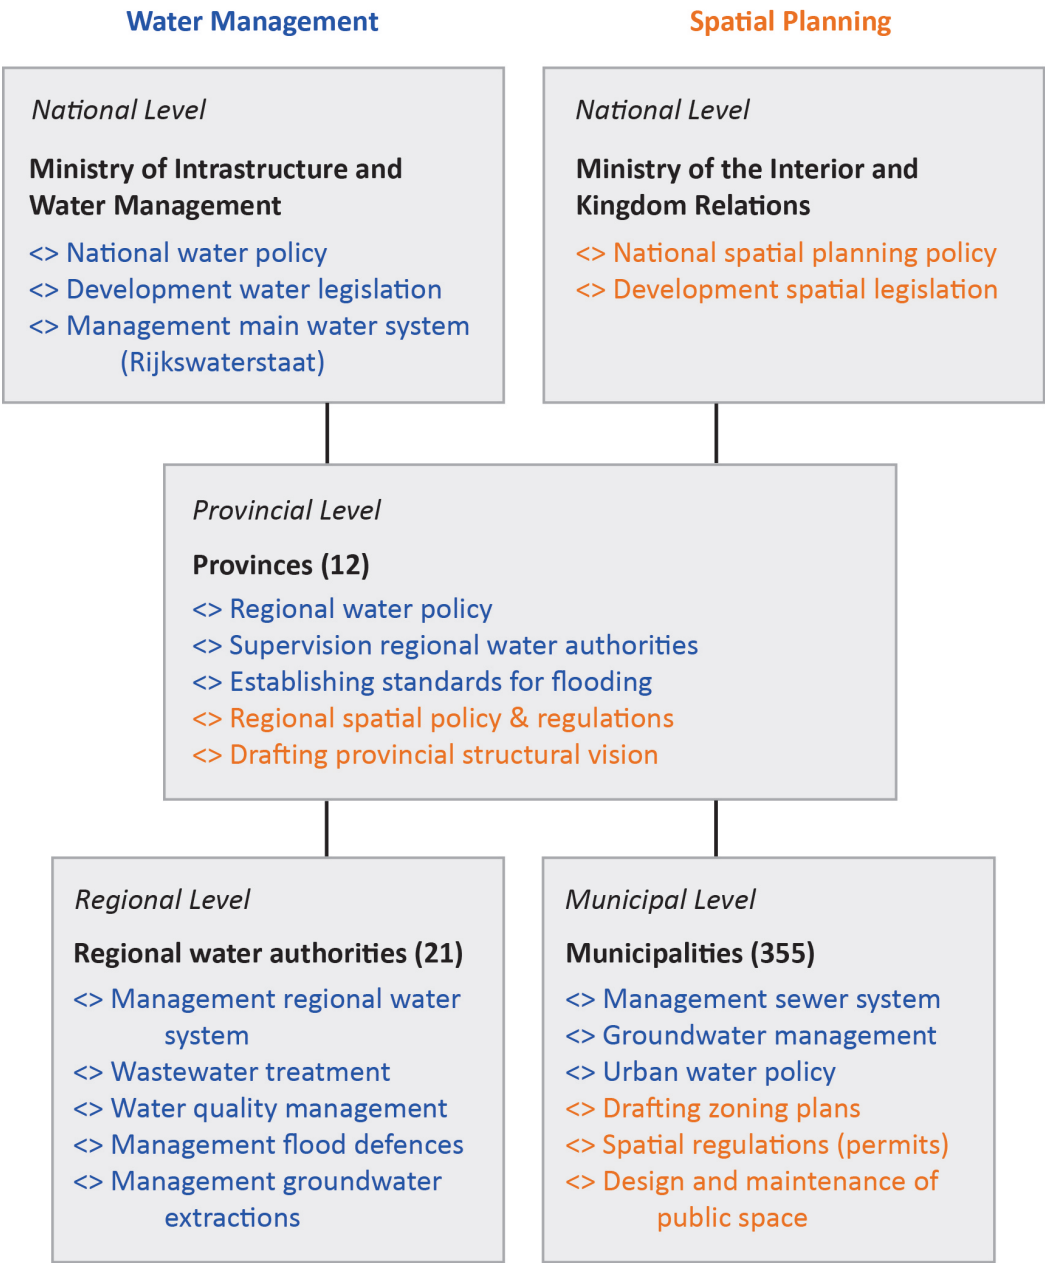 Water Management
Spatial Planning
National Level
Ministry of Intrastructure and
Water Management
<> National water policy
<> Development water legislation
<> Management main water system
(Rijkswaterstaat)
National Level
Ministry of the Interior and
Kingdom Relations
<> National spatial planning policy
<> Development spatial legislation
Provincial Level
Provinces (12)
<> Regional water policy
<> Supervision regional water authorities
<> Establishing standards for flooding
<> Regional spatial policy & regulations
<> Drafting provincial structural vision
Regional Level
Regional water authorities (21)
<> Management regional water
system
<> Wastewater treatment
<> Water quality management
<> Management flood defences
<> Management groundwater
extractions
Municipal Level
Municipalities (355)
<> Management sewer system
<> Groundwater management
<> Urban water policy
<> Drafting zoning plans
<> Spatial regulations (permits)
<> Design and maintenance of
public space